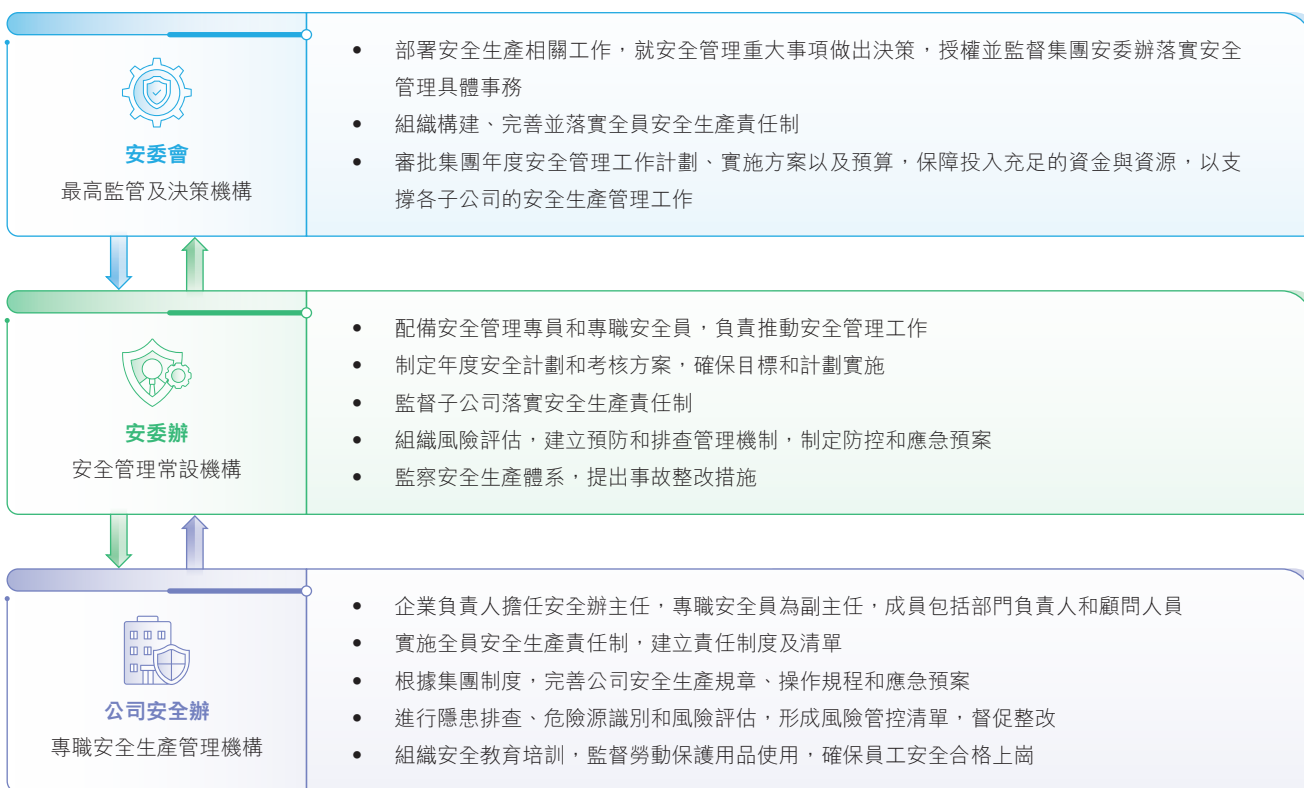 安委會
最高監管及決策機構
• 部署安全生產相關工作，就安全管理重大事項做出決策，授權並監督集團安委辦落實安全
管理具體事務
• 組織構建、完善並落實全員安全生產責任制
• 審批集團年度安全管理工作計劃、實施方案以及預算，保障投入充足的資金與資源，以支
撐各子公司的安全生產管理工作
安委辦
安全管理常設機構
• 配備安全管理專員和專職安全員，負責推動安全管理工作
• 制定年度安全計劃和考核方案，確保目標和計劃實施
• 監督子公司落實安全生產責任制
• 組織風險評估，建立預防和排查管理機制，制定防控和應急預案
• 監察安全生產體系，提出事故整改措施
公司安全辦
專職安全生產管理機構
• 企業負責人擔任安全辦主任，專職安全員為副主任，成員包括部門負責人和顧問人員
• 實施全員安全生產責任制，建立責任制度及清單
• 根據集團制度，完善公司安全生產規章、操作規程和應急預案
• 進行隱患排查、危險源識別和風險評估，形成風險管控清單，督促整改
• 組織安全教育培訓，監督勞動保護用品使用，確保員工安全合格上崗